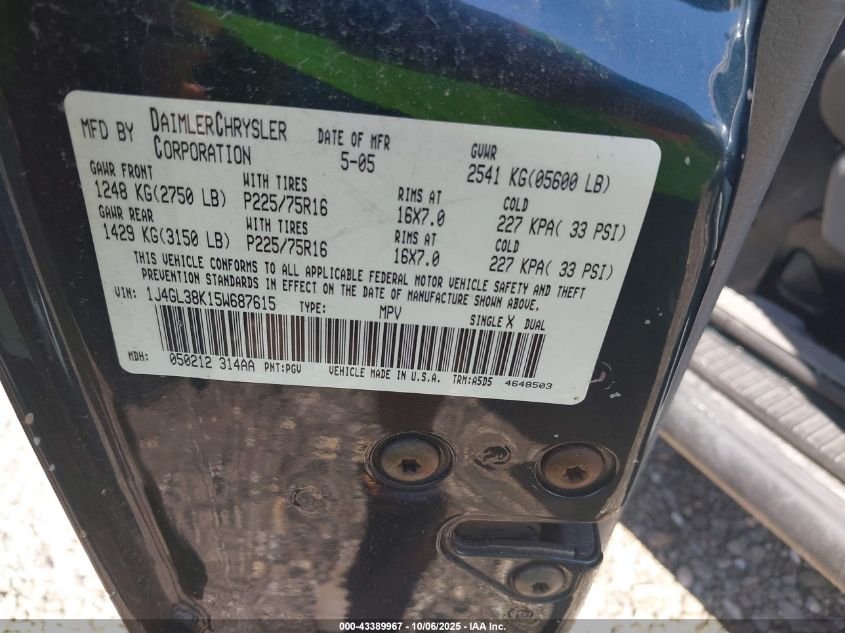 MFD BY DAIMLERCHRYSLER CORPORATION DATE OF MFR 5-05 GVWR 2541 KG(05600 LB)
GAWR FRONT WITH TIRES RIMS AT COLD
1248 KG(2750 LB) P225/75R16 16X7.0 227 KPA( 33 PSI)
GAWR REAR WITH TIRES RIMS AT COLD
1429 KG(3150 LB) P225/75R16 16X7.0 227 KPA( 33 PSI)
THIS VEHICLE CONFORMS TO ALL APPLICABLE FEDERAL MOTOR VEHICLE SAFETY AND THEFT
PREVENTION STANDARDS IN EFFECT ON THE DATE OF MANUFACTURE SHOWN ABOVE.
VIN: 1J4GL38K15W687615 TYPE: MPV SINGLE X DUAL
MDH: 050212 314AA PNT:PGV VEHICLE MADE IN U.S.A. TRM:A5D5 4648503
000-43389967 - 10/06/2025 - IAA Inc.